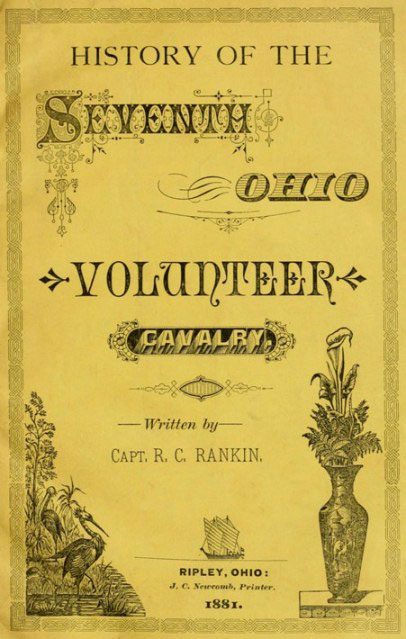 HISTORY OF THE
SEVENTH
OHIO
VOLUNTEER
CAVALRY.
Written by
CAPT. R. C. RANKIN.
RIPLEY, OHIO:
J. C. Newcomb, Printer.
1881.